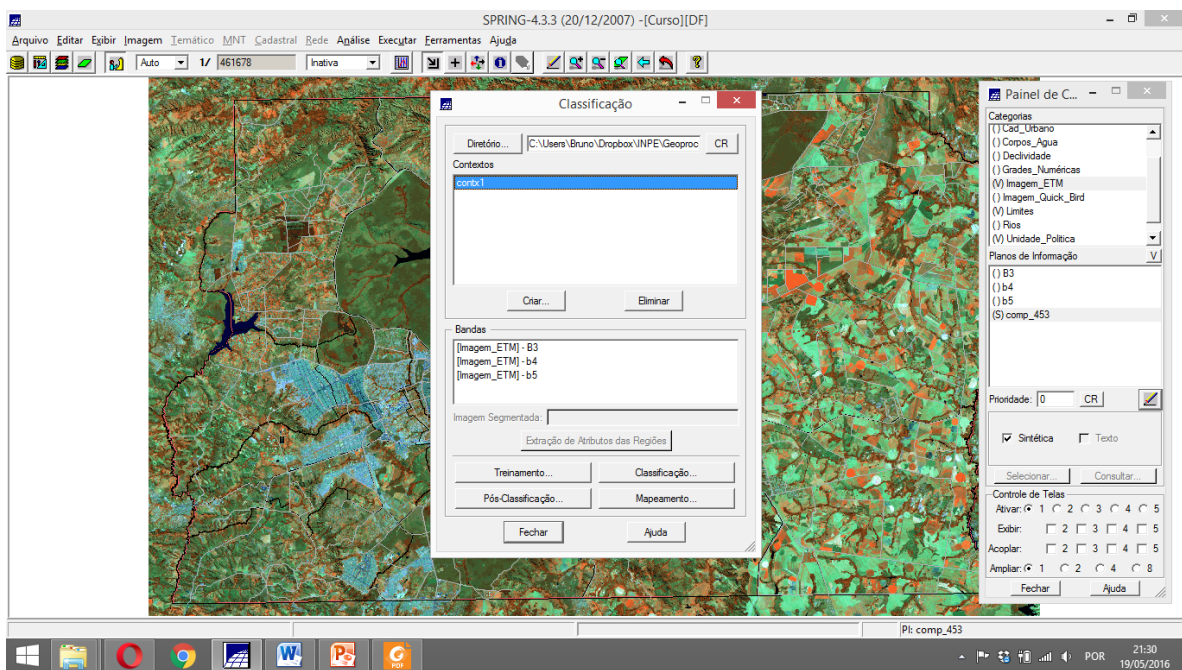 SPRING-4.3.3 (20/12/2007) -[Curso][DF]
Arquivo Editar Exibir Imagem Temático MNT Cadastral Rede Análise Executar Ferramentas Ajuda
Auto 1/ 461678 Inativa
Classificação
Diretório... C:\Users\Bruno\Dropbox\INPE\Geoproc CR
Contextos
contx1
Criar... Eliminar
Bandas
[Imagem_ETM] - B3
[Imagem_ETM] - b4
[Imagem_ETM] - b5
Imagem Segmentada:
Extração de Atributos das Regiões
Treinamento... Classificação...
Pós-Classificação... Mapeamento...
Fechar Ajuda
Painel de C...
Categorias
() Cad_Urbano
() Corpos_Agua
() Declividade
() Grades_Numéricas
(V) Imagem_ETM
() Imagem_Quick_Bird
(V) Limites
() Rios
(V) Unidade_Politica
Planos de Informação V
() B3
() b4
() b5
(S) comp_453
Prioridade: 0 CR
Sintética Texto
Selecionar... Consultar...
Controle de Telas
Ativar: 1 2 3 4 5
Exibir: 2 3 4 5
Acoplar: 2 3 4 5
Ampliar: 1 2 4 8
Fechar Ajuda
PI: comp_453
PDF
POR
21:30
19/05/2016